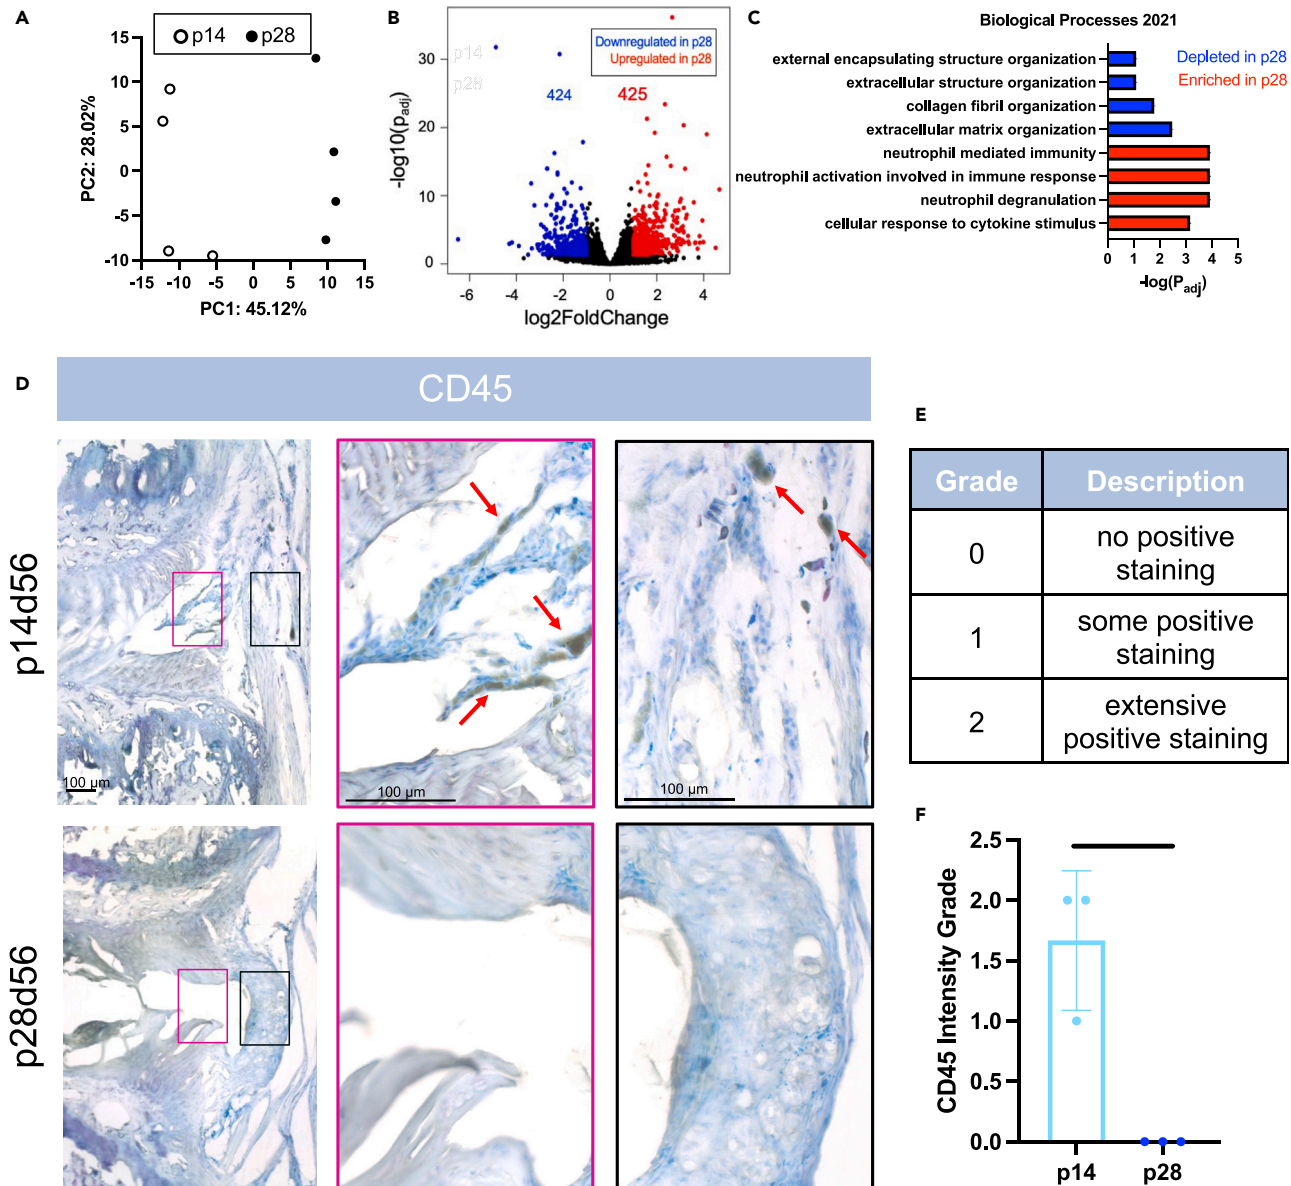 A
p14 p28
15
10
5
0
-5
-10
-15 -10 -5 0 5 10 15
PC2: 28.02%
PC1: 45.12%
B
Downregulated in p28
Upregulated in p28
p14
p28
424 425
30
20
10
0
-6 -4 -2 0 2 4
-log10(p_adj)
log2FoldChange
C
Biological Processes 2021
external encapsulating structure organization
extracellular structure organization
collagen fibril organization
extracellular matrix organization
neutrophil mediated immunity
neutrophil activation involved in immune response
neutrophil degranulation
cellular response to cytokine stimulus
Depleted in p28
Enriched in p28
0 1 2 3 4 5
-log(P_adj)
D
CD45
p14d56
100 µm
100 µm
100 µm
p28d56
E
Grade Description
0 no positive
staining
1 some positive
staining
2 extensive
positive staining
F
2.5
2.0
1.5
1.0
0.5
0.0
CD45 Intensity Grade
p14 p28